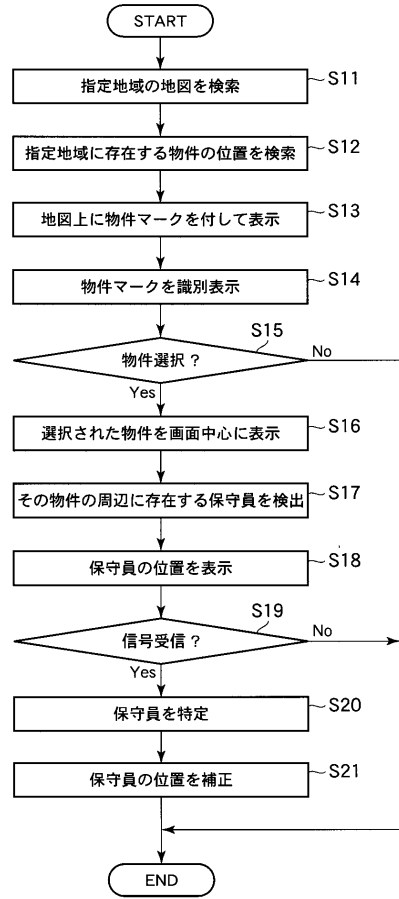 START
指定地域の地図を検索
S11
指定地域に存在する物件の位置を検索
S12
地図上に物件マークを付して表示
S13
物件マークを識別表示
S14
S15
物件選択？
No
Yes
選択された物件を画面中心に表示
S16
その物件の周辺に存在する保守員を検出
S17
保守員の位置を表示
S18
S19
信号受信？
No
Yes
保守員を特定
S20
保守員の位置を補正
S21
END